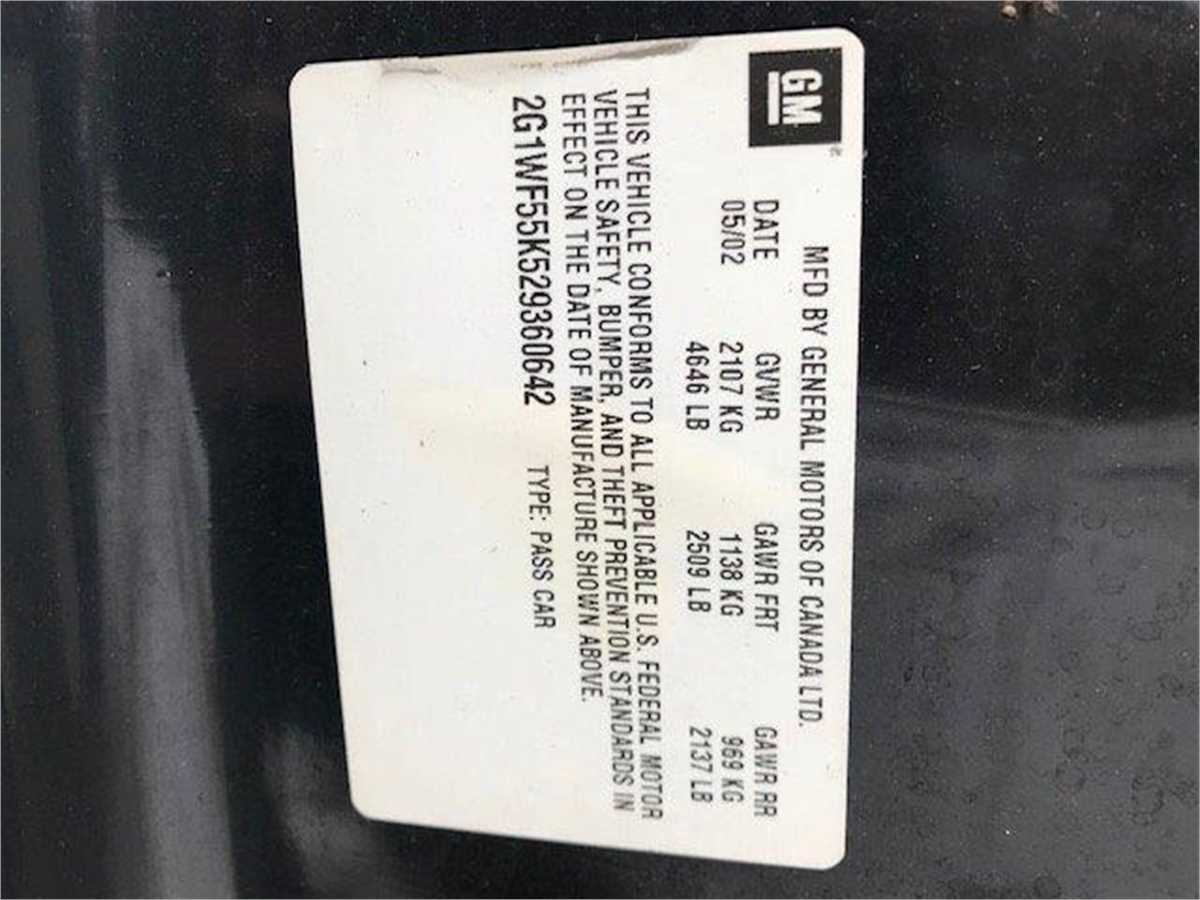 GM
MFD BY GENERAL MOTORS OF CANADA LTD.
DATE GVWR GAWR FRT GAWR RR
05/02 2107 KG 1138 KG 969 KG
4646 LB 2509 LB 2137 LB
THIS VEHICLE CONFORMS TO ALL APPLICABLE U.S. FEDERAL MOTOR
VEHICLE SAFETY, BUMPER, AND THEFT PREVENTION STANDARDS IN
EFFECT ON THE DATE OF MANUFACTURE SHOWN ABOVE.
2G1WF55K529360642 TYPE: PASS CAR